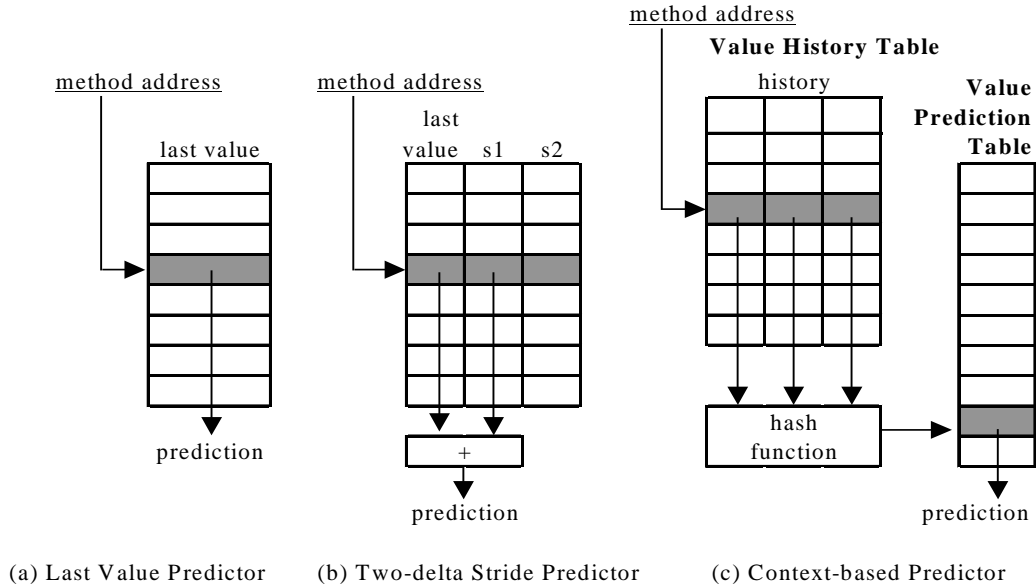 method address
last value
prediction
(a) Last Value Predictor
method address
last
value s1 s2
+
prediction
(b) Two-delta Stride Predictor
method address
Value History Table
history
hash
function
Value
Prediction
Table
prediction
(c) Context-based Predictor